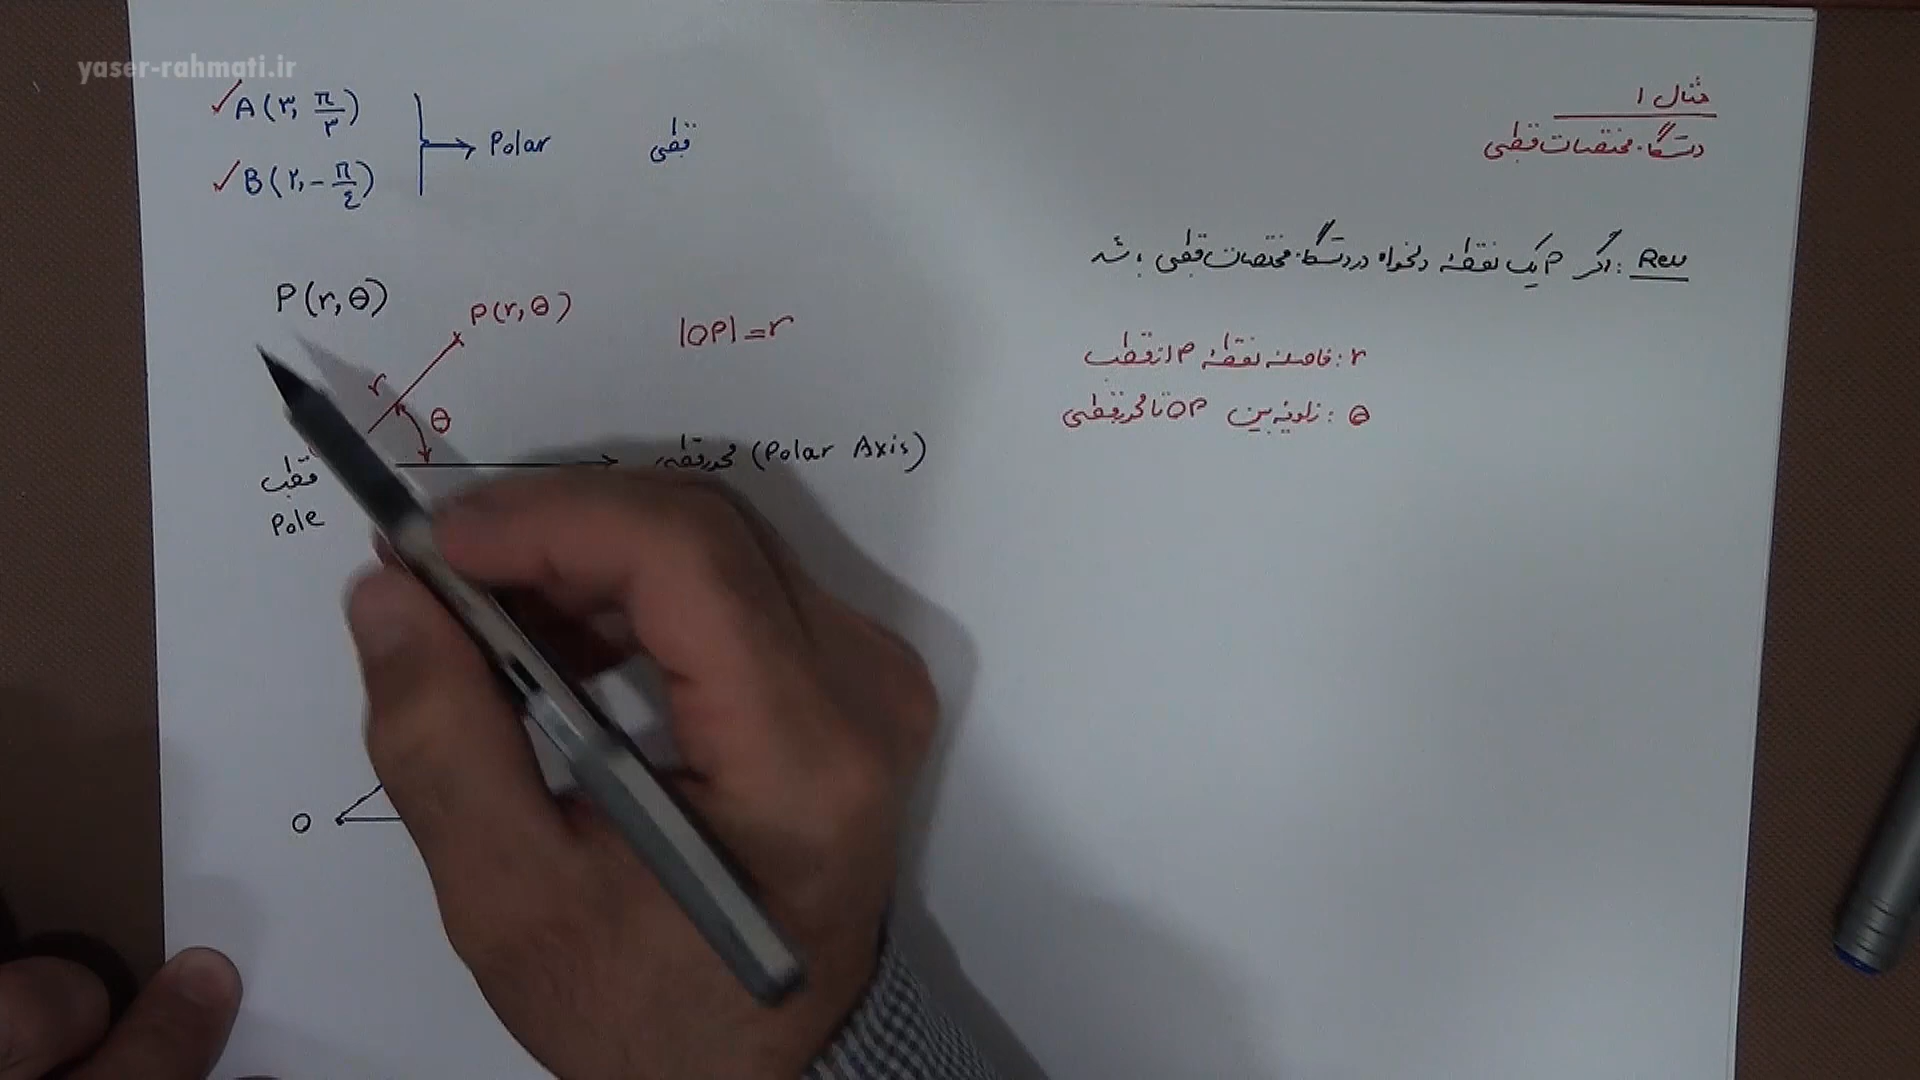 yaser-rahmati.ir
مثال ۱
دستگاه مختصات قطبی
✓ A(۳, π/۳)
✓ B(۲, -π/٤)
→ Polar قطبی
Rew : اگر P یک نقطهٔ دلخواه در دستگاه مختصات قطبی باشد
P(r, θ)
P(r, θ)
|OP| = r
r : فاصله نقطهٔ P از قطب
θ : زاویه بین OP تا محور قطبی
r
θ
محور قطبی (Polar Axis)
قطب
Pole
O